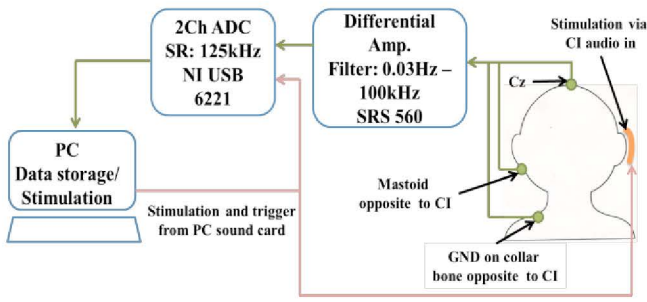 2Ch ADC
SR: 125kHz
NI USB
6221
Differential
Amp.
Filter: 0.03Hz –
100kHz
SRS 560
Stimulation via
CI audio in
Cz
PC
Data storage/
Stimulation
Stimulation and trigger
from PC sound card
Mastoid
opposite to CI
GND on collar
bone opposite to CI